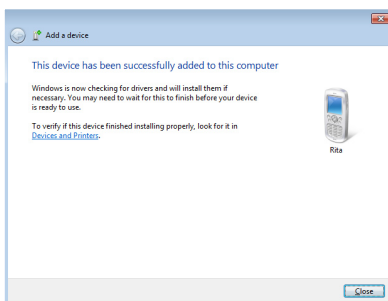 Add a device
This device has been successfully added to this computer
Windows is now checking for drivers and will install them if
necessary. You may need to wait for this to finish before your device
is ready to use.
To verify if this device finished installing properly, look for it in
Devices and Printers.
Rita
Close